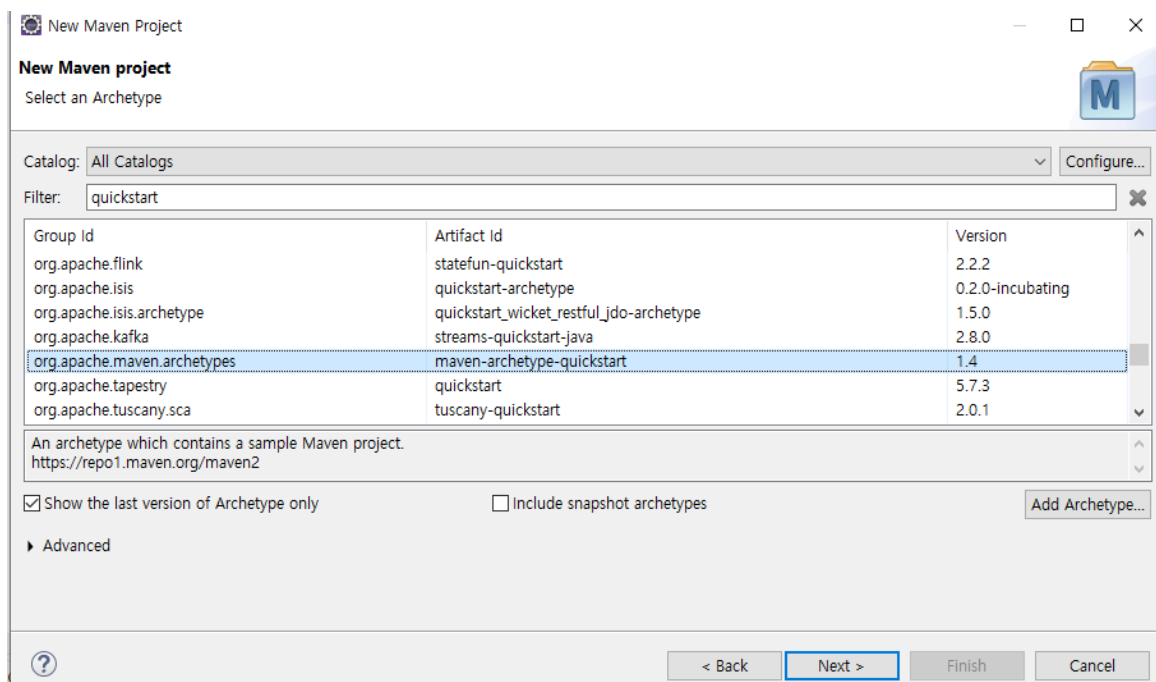 New Maven Project
New Maven project
Select an Archetype
M
Catalog: All Catalogs Configure...
Filter: quickstart
Group Id Artifact Id Version
org.apache.flink statefun-quickstart 2.2.2
org.apache.isis quickstart-archetype 0.2.0-incubating
org.apache.isis.archetype quickstart_wicket_restful_jdo-archetype 1.5.0
org.apache.kafka streams-quickstart-java 2.8.0
org.apache.maven.archetypes maven-archetype-quickstart 1.4
org.apache.tapestry quickstart 5.7.3
org.apache.tuscany.sca tuscany-quickstart 2.0.1
An archetype which contains a sample Maven project.
https://repo1.maven.org/maven2
Show the last version of Archetype only Include snapshot archetypes Add Archetype...
Advanced
? < Back Next > Finish Cancel